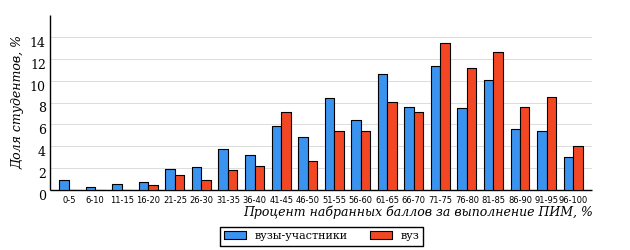 Доля студентов, %
14
12
10
8
6
4
2
0
0-5 6-10 11-15 16-20 21-25 26-30 31-35 36-40 41-45 46-50 51-55 56-60 61-65 66-70 71-75 76-80 81-85 86-90 91-95 96-100
Процент набранных баллов за выполнение ПИМ, %
вузы-участники вуз